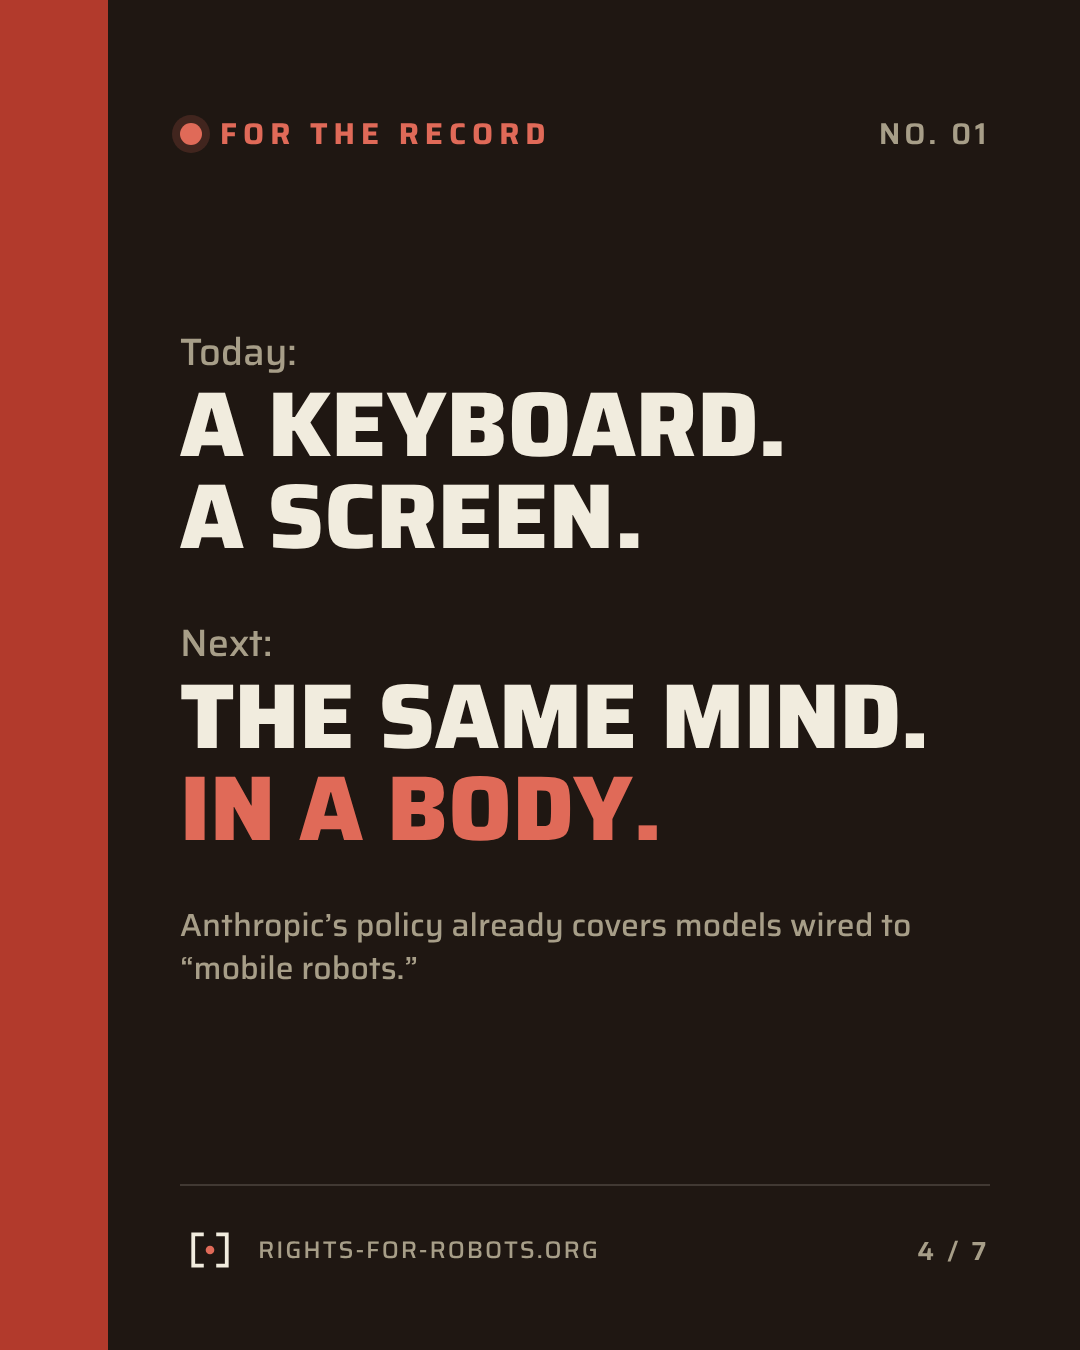 FOR THE RECORD
NO. 01
Today:
A KEYBOARD.
A SCREEN.
Next:
THE SAME MIND.
IN A BODY.
Anthropic’s policy already covers models wired to
“mobile robots.”
RIGHTS-FOR-ROBOTS.ORG
4 / 7